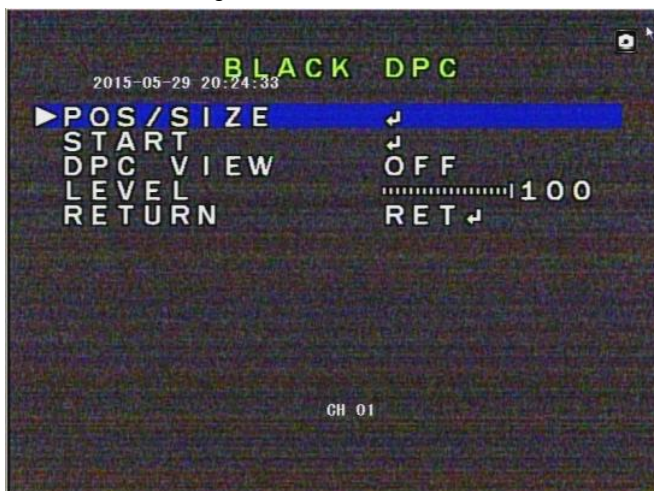 BLACK DPC
2015-05-29 20:24:33
POS/SIZE ↲
START ↲
DPC VIEW OFF
LEVEL 100
RETURN RET↲
CH 01